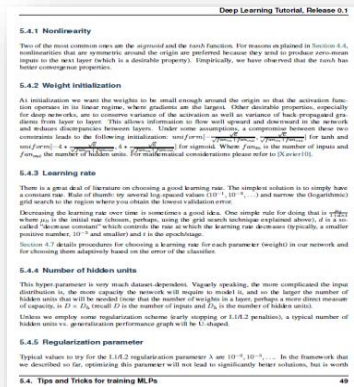 Deep Learning Tutorial, Release 0.1
5.4.1 Nonlinearity
Two of the most common ones are the sigmoid and the tanh function. For reasons explained in Section 4.4,
nonlinearities that are symmetric around the origin are preferred because they tend to produce zero-mean
inputs to the next layer (which is a desirable property). Empirically, we have observed that the tanh has
better convergence properties.
5.4.2 Weight initialization
At initialization we want the weights to be small enough around the origin so that the activation func-
tion operates in its linear regime, where gradients are the largest. Other desirable properties, especially
for deep networks, are to conserve variance of the activation as well as variance of back-propagated gra-
dients from layer to layer. This allows information to flow well upward and downward in the network
and reduces discrepancies between layers. Under some assumptions, a compromise between these two
constraints leads to the following initialization: for tanh and
for sigmoid. Where fan_in is the number of inputs and
fan_out the number of hidden units. For mathematical considerations please refer to [Xavier10].
5.4.3 Learning rate
There is a great deal of literature on choosing a good learning rate. The simplest solution is to simply have
a constant rate. Rule of thumb: try several log-spaced values (10⁻¹, 10⁻², ...) and narrow the (logarithmic)
grid search to the region where you obtain the lowest validation error.
Decreasing the learning rate over time is sometimes a good idea. One simple rule for doing that is
where μ₀ is the initial rate (chosen, perhaps, using the grid search technique explained above), d is a so-
called "decrease constant" which controls the rate at which the learning rate decreases (typically, a smaller
positive number, 10⁻³ and smaller) and t is the epoch/stage.
Section 4.7 details procedures for choosing a learning rate for each parameter (weight) in our network and
for choosing them adaptively based on the error of the classifier.
5.4.4 Number of hidden units
This hyper-parameter is very much dataset-dependent. Vaguely speaking, the more complicated the input
distribution is, the more capacity the network will require to model it, and so the larger the number of
hidden units that will be needed (note that the number of weights in a layer, perhaps a more direct measure
of capacity, is D × Dₕ (recall D is the number of inputs and Dₕ is the number of hidden units).
Unless we employ some regularization scheme (early stopping or L1/L2 penalties), a typical number of
hidden units vs. generalization performance graph will be U-shaped.
5.4.5 Regularization parameter
Typical values to try for the L1/L2 regularization parameter λ are 10⁻², 10⁻³, .... In the framework that
we described so far, optimizing this parameter will not lead to significantly better solutions, but is worth
5.4. Tips and Tricks for training MLPs 49